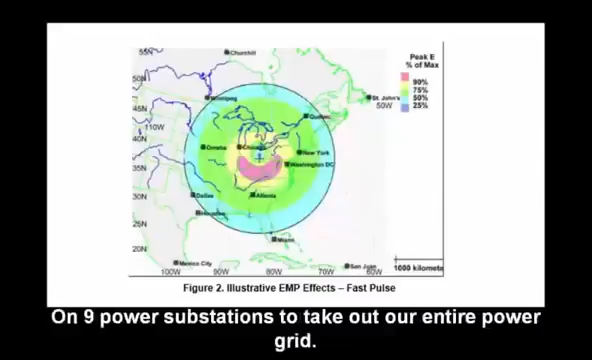 55N
Churchill
Peak E
% of Max
50N
90%
75%
50%
25%
Winnipeg
St. John's
50W
45N
110W
Quebec
40N
Omaha
Chicago
New York
Washington DC
35N
30N
Dallas
Atlanta
Houston
25N
Miami
20N
Mexico City
San Juan
100W
90W
80W
70W
60W
1000 kilomete
Figure 2. Illustrative EMP Effects – Fast Pulse
On 9 power substations to take out our entire power
grid.